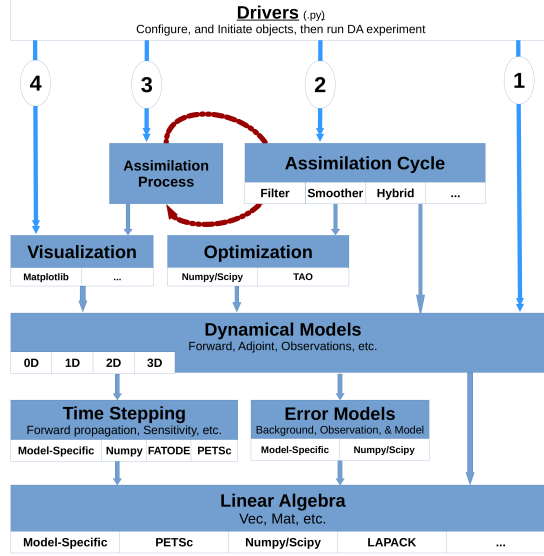 Drivers (.py)
Configure, and Initiate objects, then run DA experiment
4
3
2
1
Assimilation
Process
Assimilation Cycle
Filter Smoother Hybrid ...
Visualization
Matplotlib ...
Optimization
Numpy/Scipy TAO
Dynamical Models
Forward, Adjoint, Observations, etc.
0D 1D 2D 3D
Time Stepping
Forward propagation, Sensitivity, etc.
Model-Specific Numpy FATODE PETSc
Error Models
Background, Observation, & Model
Model-Specific Numpy/Scipy
Linear Algebra
Vec, Mat, etc.
Model-Specific PETSc Numpy/Scipy LAPACK ...